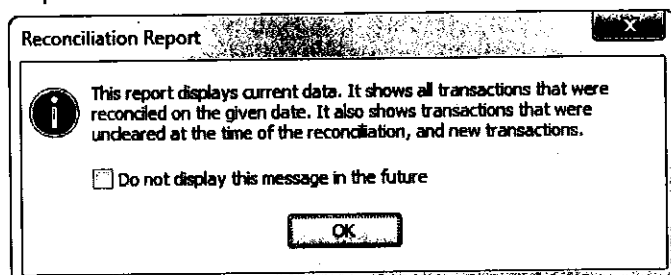 Reconciliation Report
X
This report displays current data. It shows all transactions that were
reconciled on the given date. It also shows transactions that were
uncleared at the time of the reconciliation, and new transactions.
Do not display this message in the future
OK